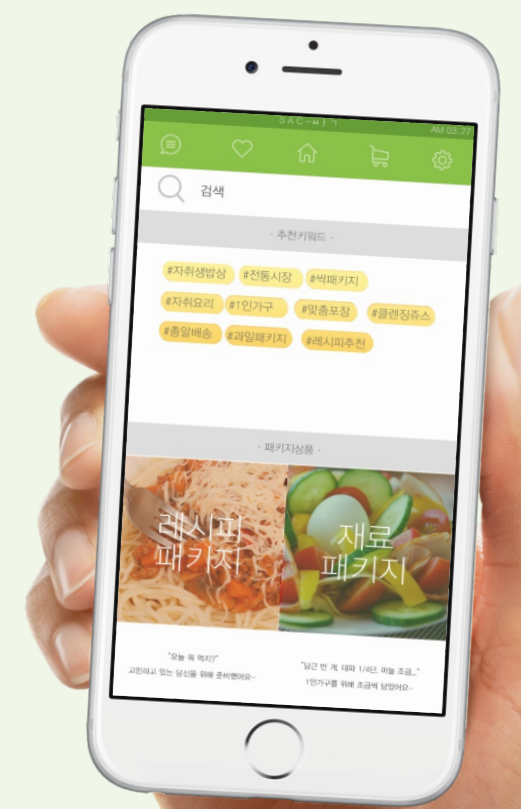 AM 03:27
검색
· 추천키워드 ·
#자취생밥상 #전통시장 #싹패키지
#자취요리 #1인가구 #맞춤포장 #클렌징쥬스
#총알배송 #과일패키지 #레시피추천
· 패키지상품 ·
레시피
패키지
재료
패키지
"오늘 뭐 먹지?"
고민하고 있는 당신을 위해 준비했어요~
"당근 반 개, 대파 1/4단, 마늘 조금..."
1인가구를 위해 조금씩 담았어요~